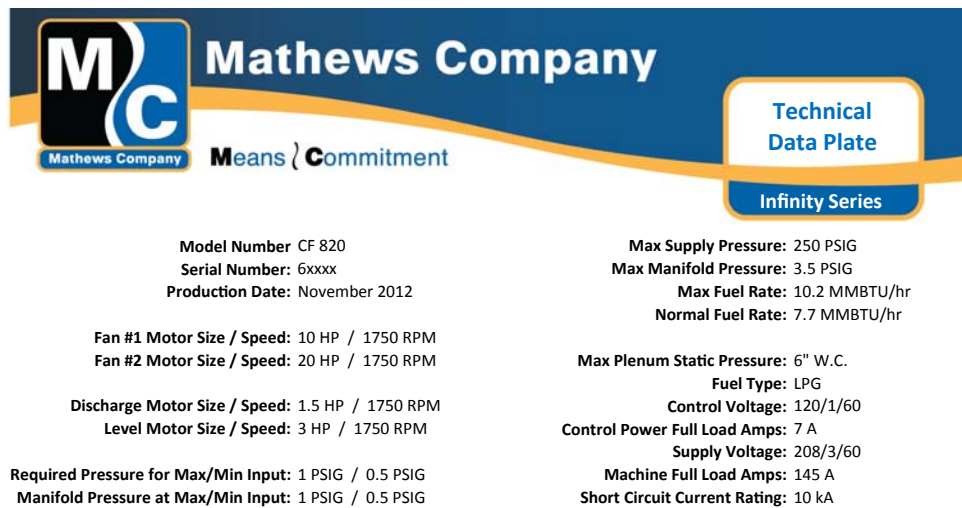 MC
Mathews Company
Mathews Company
Means Commitment
Technical
Data Plate
Infinity Series
Model Number CF 820
Serial Number: 6xxxx
Production Date: November 2012
Fan #1 Motor Size / Speed: 10 HP / 1750 RPM
Fan #2 Motor Size / Speed: 20 HP / 1750 RPM
Discharge Motor Size / Speed: 1.5 HP / 1750 RPM
Level Motor Size / Speed: 3 HP / 1750 RPM
Required Pressure for Max/Min Input: 1 PSIG / 0.5 PSIG
Manifold Pressure at Max/Min Input: 1 PSIG / 0.5 PSIG
Max Supply Pressure: 250 PSIG
Max Manifold Pressure: 3.5 PSIG
Max Fuel Rate: 10.2 MMBTU/hr
Normal Fuel Rate: 7.7 MMBTU/hr
Max Plenum Static Pressure: 6" W.C.
Fuel Type: LPG
Control Voltage: 120/1/60
Control Power Full Load Amps: 7 A
Supply Voltage: 208/3/60
Machine Full Load Amps: 145 A
Short Circuit Current Rating: 10 kA